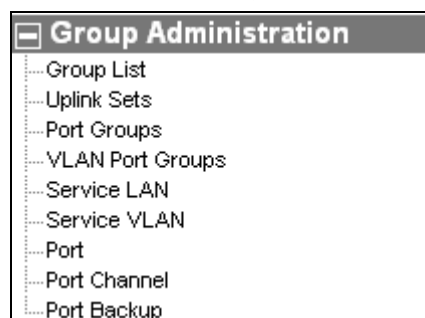 Group Administration
Group List
Uplink Sets
Port Groups
VLAN Port Groups
Service LAN
Service VLAN
Port
Port Channel
Port Backup